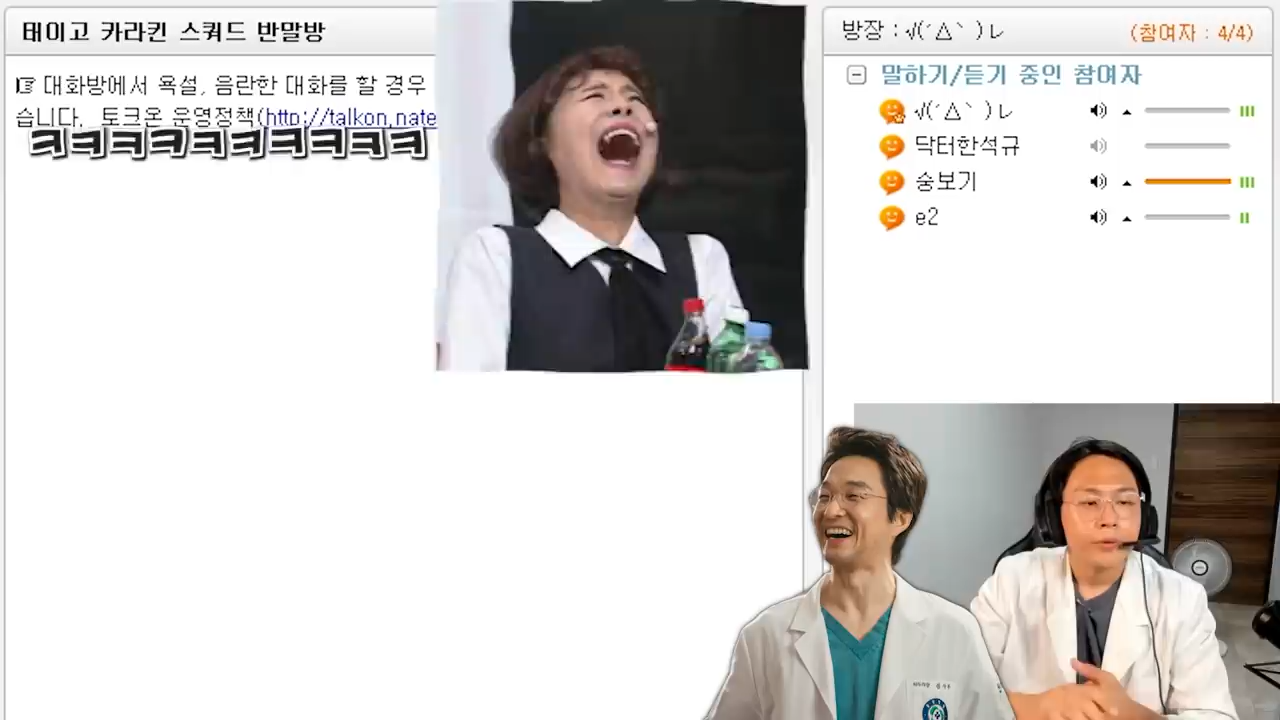 태이고 카라킨 스쿼드 반말방
☞ 대화방에서 욕설, 음란한 대화를 할 경우
습니다. 토크온 운영정책(http://talkon.nate
ㅋㅋㅋㅋㅋㅋㅋㅋㅋㅋ
방장 : √(´△｀)レ
(참여자 : 4/4)
말하기/듣기 중인 참여자
√(´△｀)レ
닥터한석규
숭보기
e2